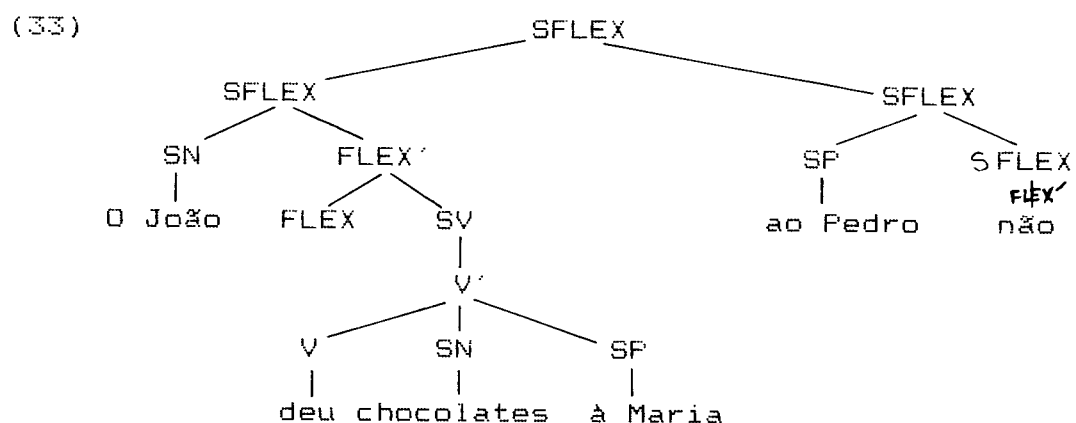 (33) SFLEX
SFLEX SFLEX
SN FLEX´ SP SFLEX
FLEX´
O João FLEX SV ao Pedro não
V´
V SN SP
deu chocolates à Maria